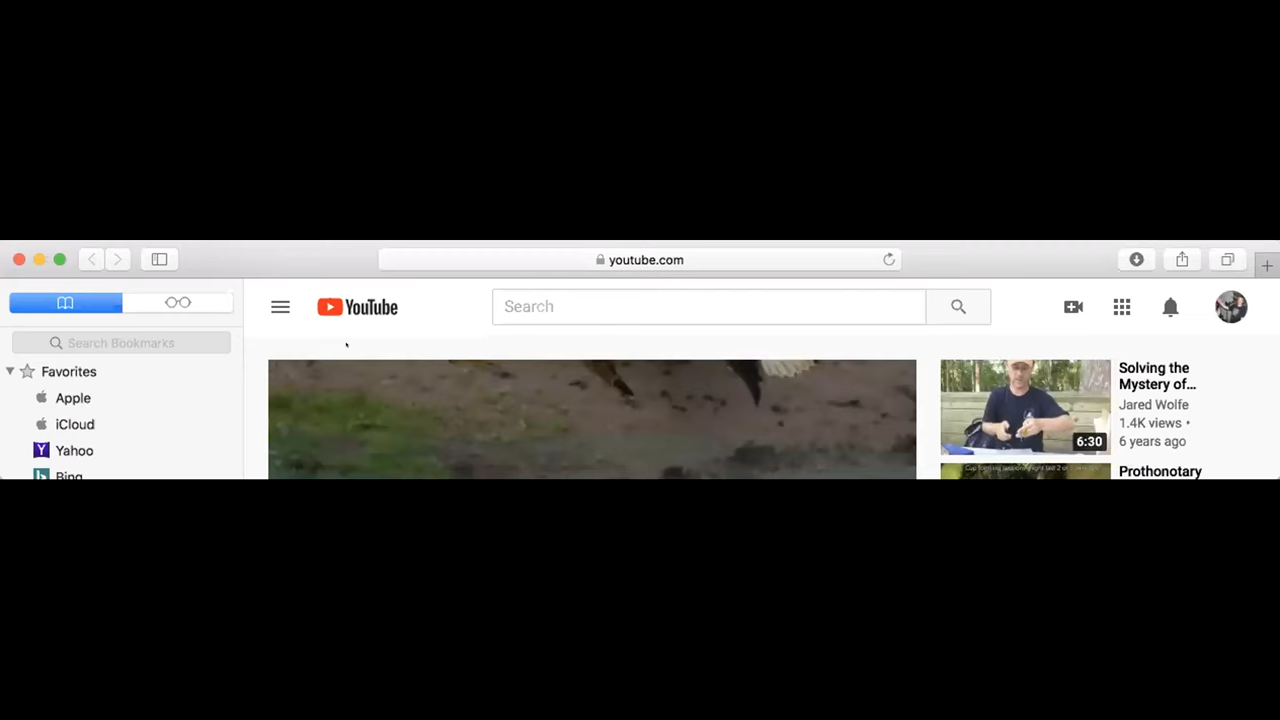 youtube.com
YouTube
Search
Search Bookmarks
Favorites
Apple
iCloud
Yahoo
Bing
Solving the
Mystery of...
Jared Wolfe
1.4K views •
6 years ago
6:30
Prothonotary